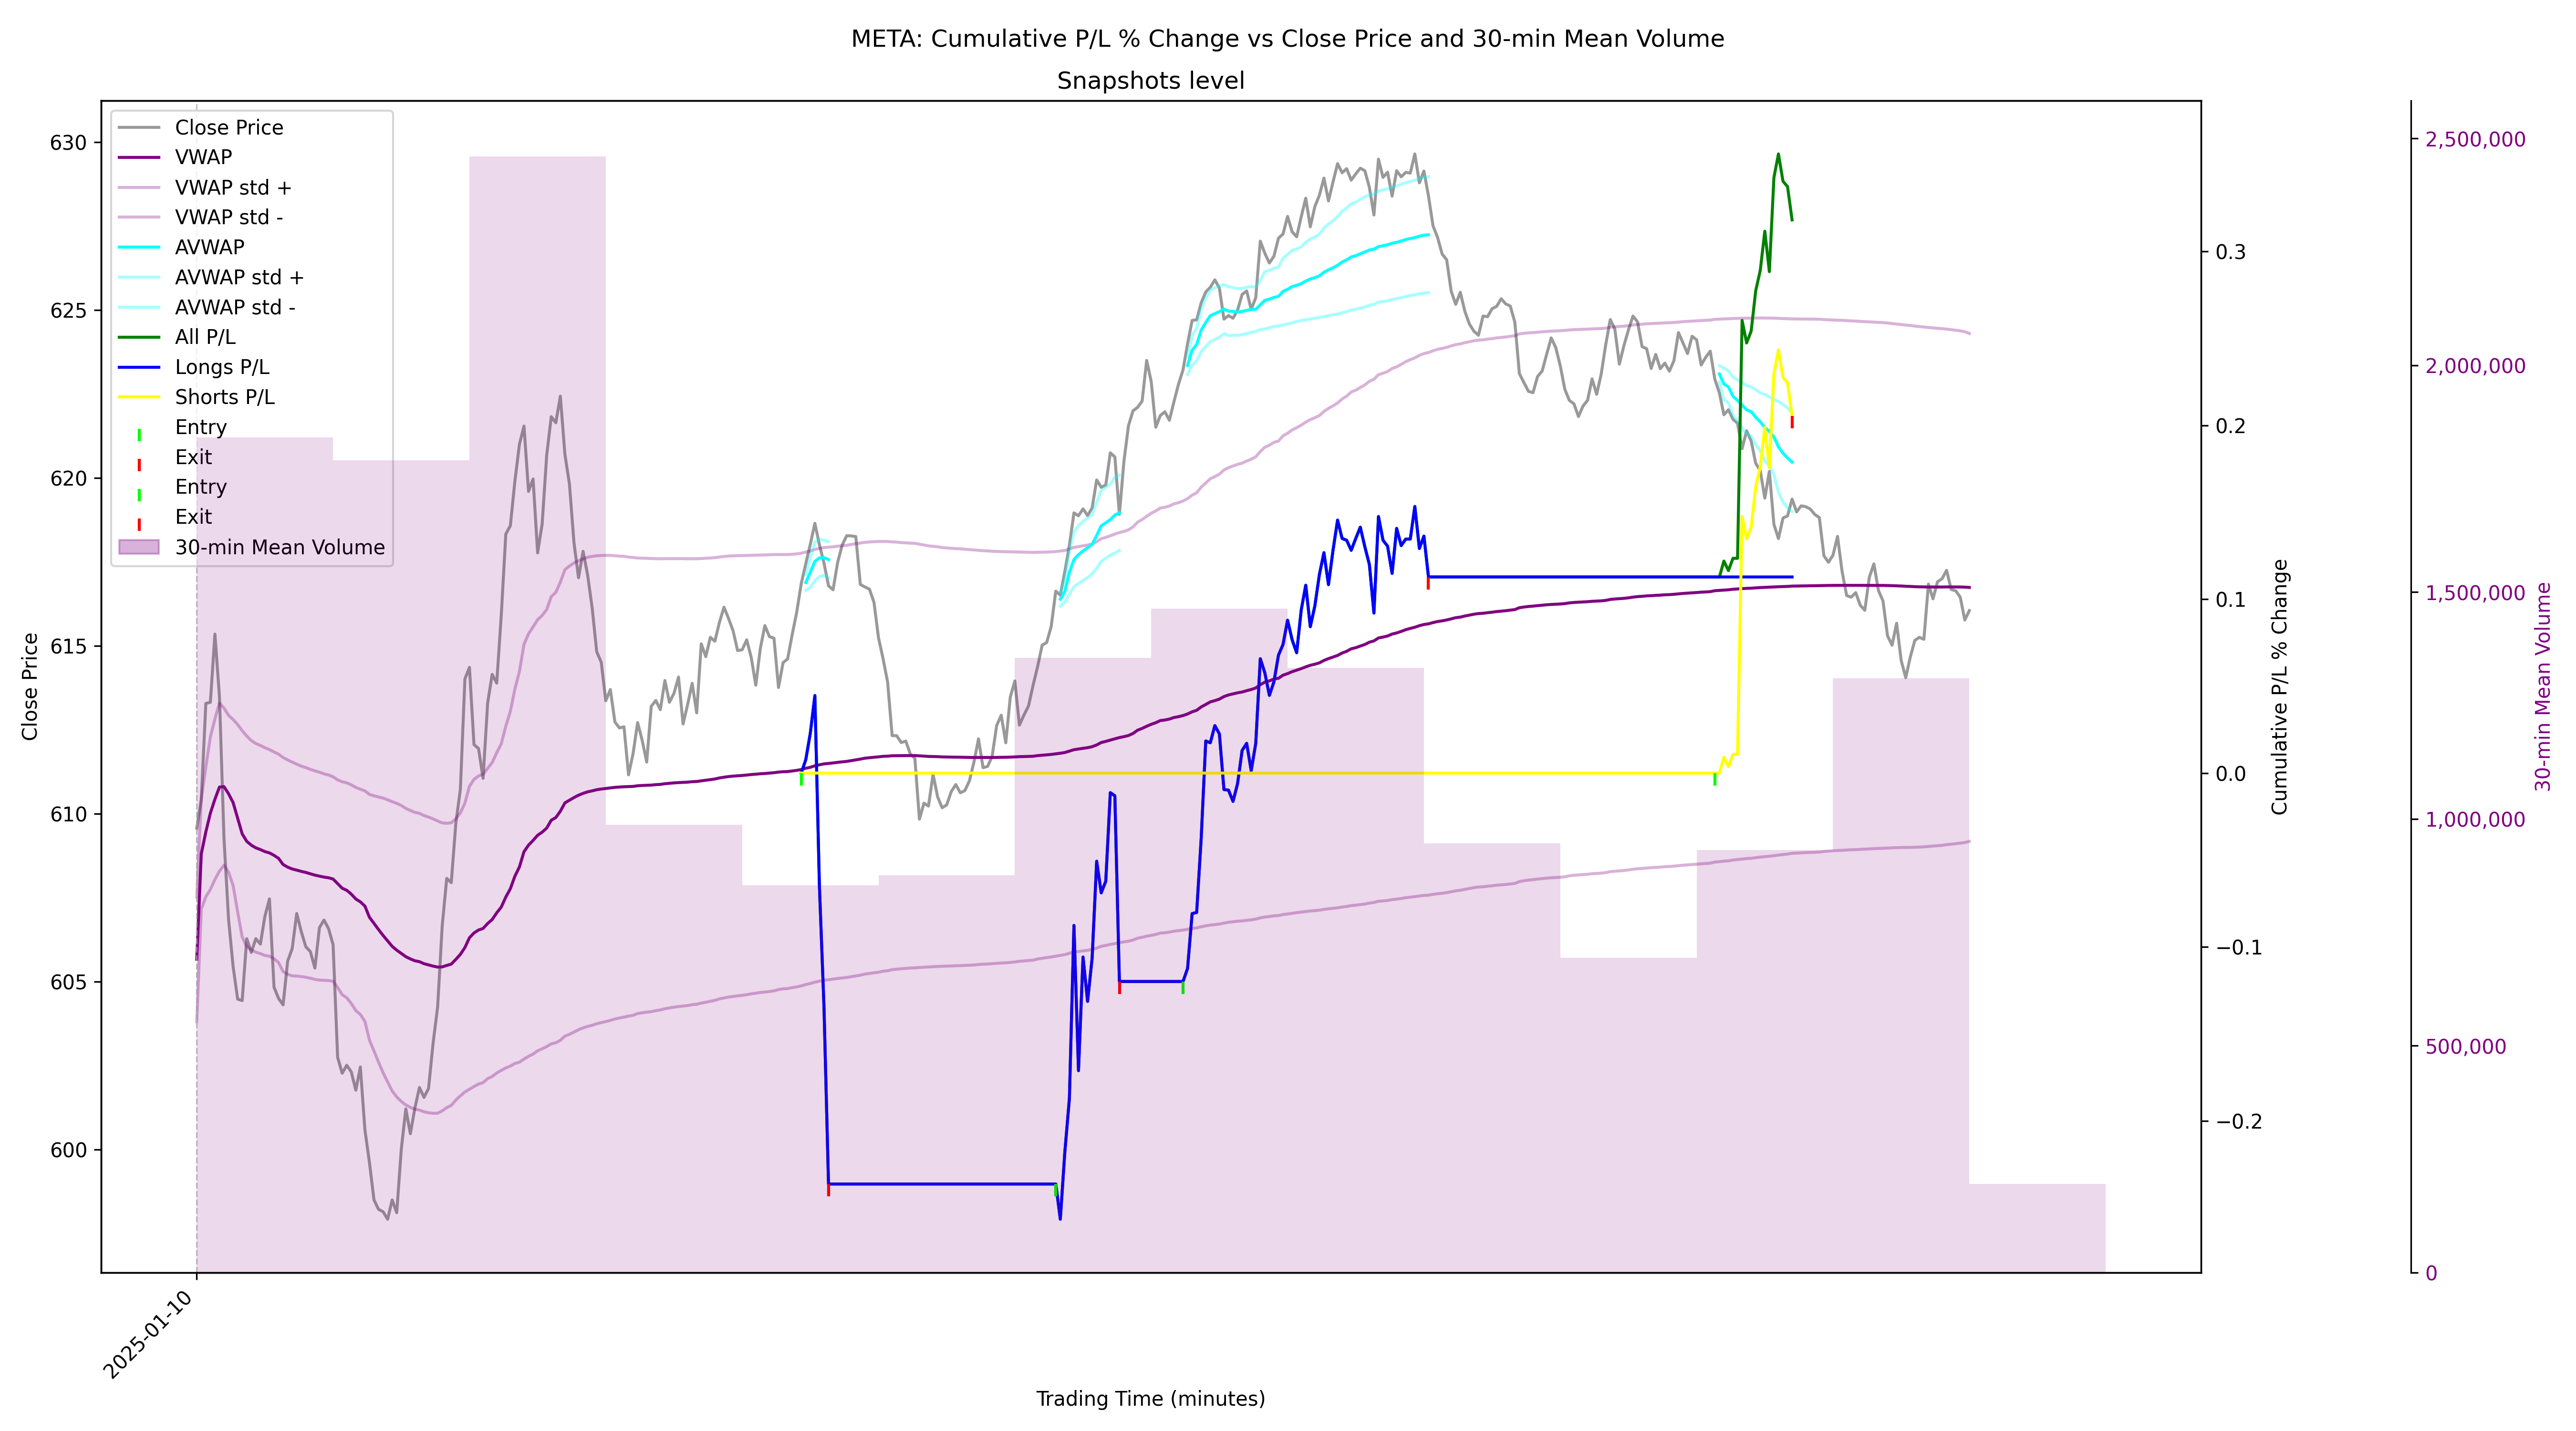 META: Cumulative P/L % Change vs Close Price and 30-min Mean Volume
Snapshots level
Close Price
VWAP
VWAP std +
VWAP std -
AVWAP
AVWAP std +
AVWAP std -
All P/L
Longs P/L
Shorts P/L
Entry
Exit
Entry
Exit
30-min Mean Volume
630
625
620
615
610
605
600
Close Price
0.3
0.2
0.1
0.0
−0.1
−0.2
Cumulative P/L % Change
2,500,000
2,000,000
1,500,000
1,000,000
500,000
0
30-min Mean Volume
2025-01-10
Trading Time (minutes)